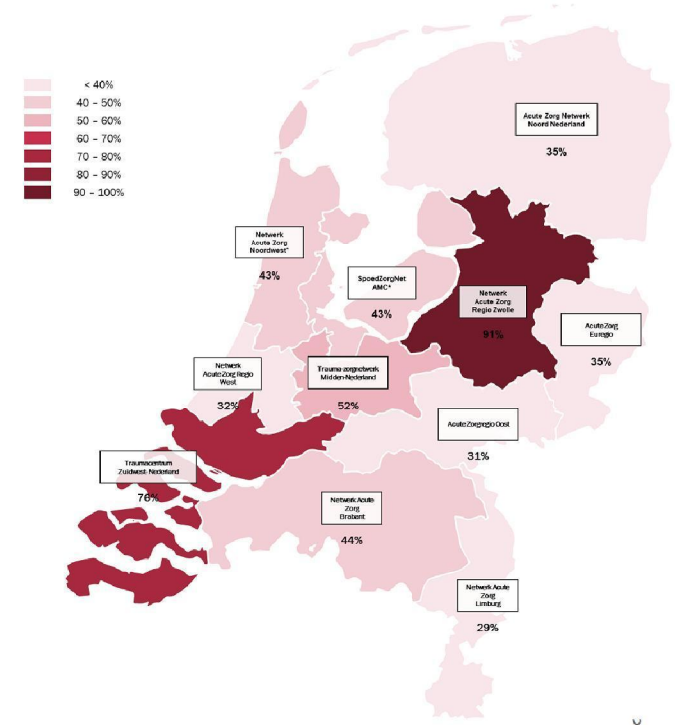 < 40%
40 – 50%
50 – 60%
60 – 70%
70 – 80%
80 – 90%
90 – 100%
Acute Zorg Netwerk
Noord Nederland
35%
Netwerk
Acute Zorg
Noordwest*
43%
SpoedZorgNet
AMC*
43%
Netwerk
Acute Zorg
Regio Zwolle
91%
Acute Zorg
Euregio
35%
Netwerk
Acute Zorg Regio
West
32%
Trauma-zorgnetwerk
Midden-Nederland
52%
Acute Zorgregio Oost
31%
Traumacentrum
Zuidwest-Nederland
76%
Netwerk Acute
Zorg
Brabant
44%
Netwerk Acute
Zorg
Limburg
29%